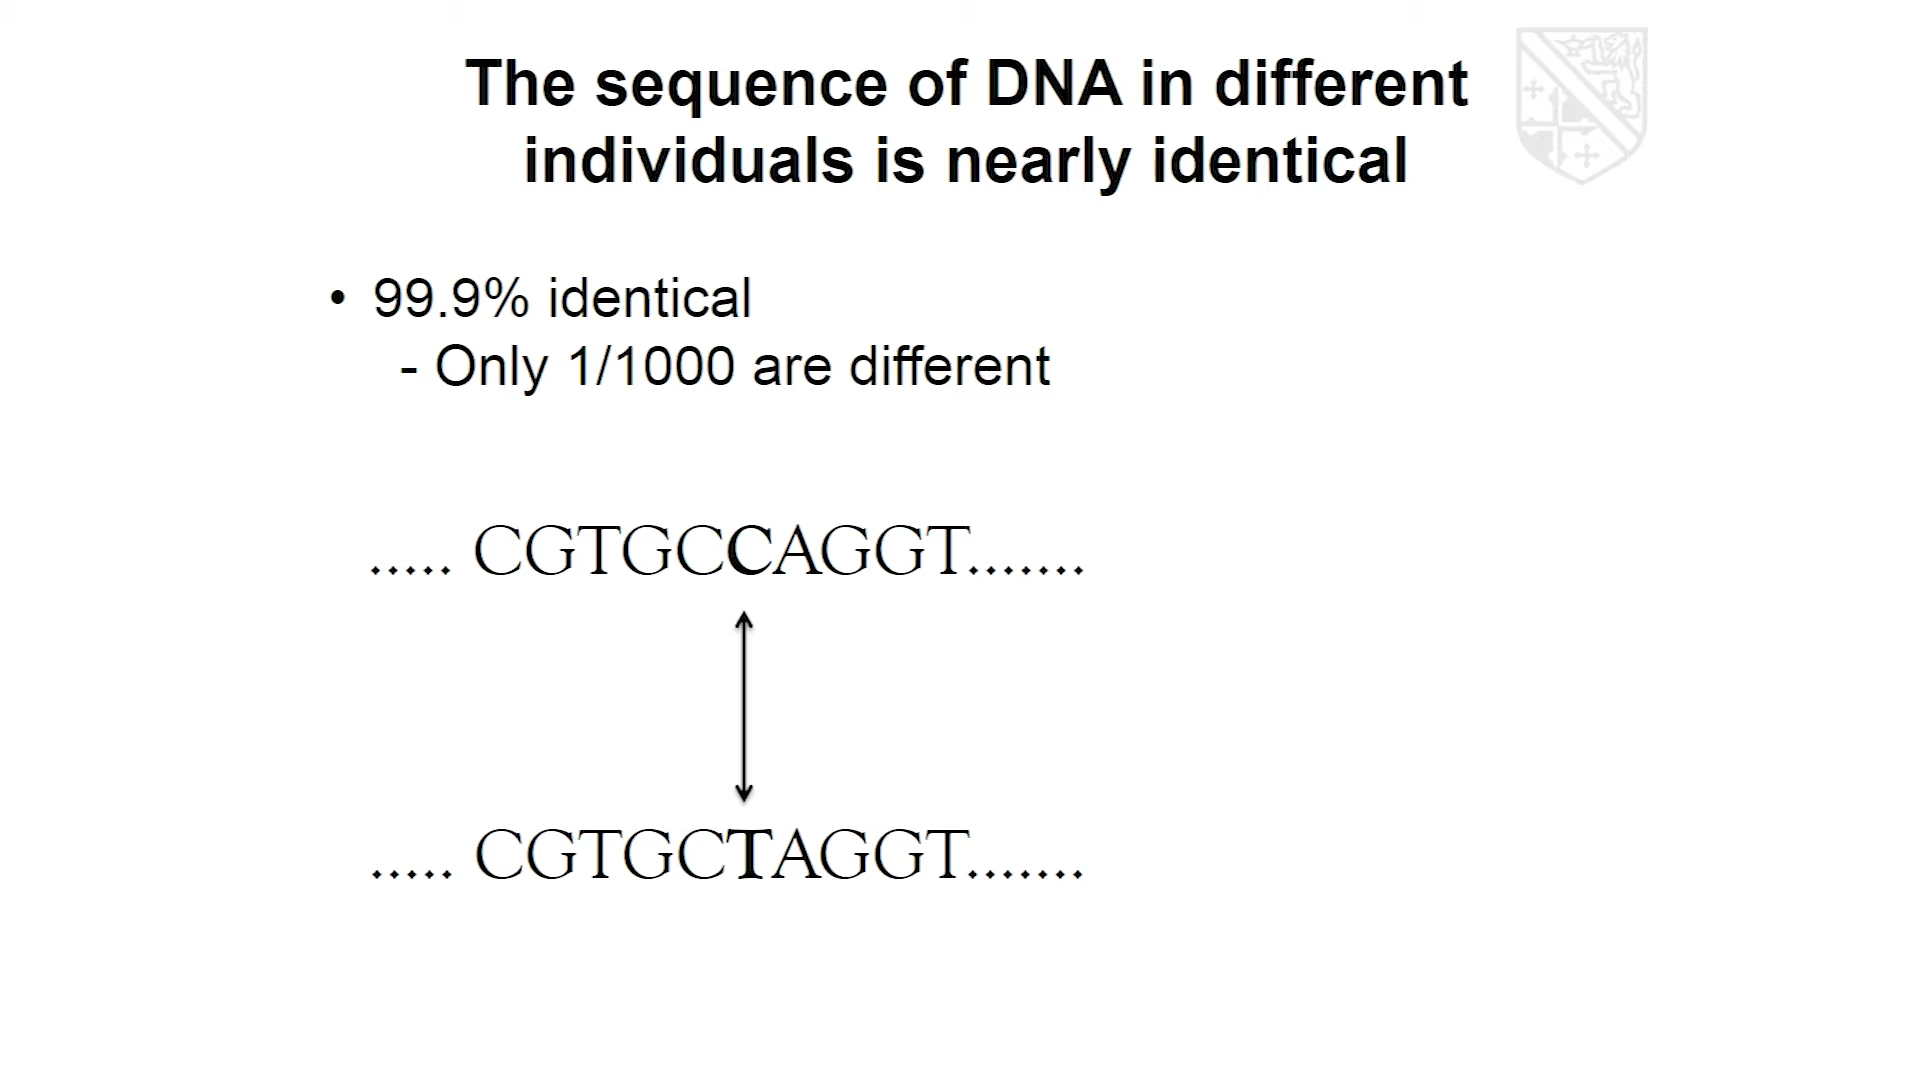 The sequence of DNA in different
individuals is nearly identical
• 99.9% identical
- Only 1/1000 are different
..... CGTGCCAGGT.......
..... CGTGCTAGGT.......